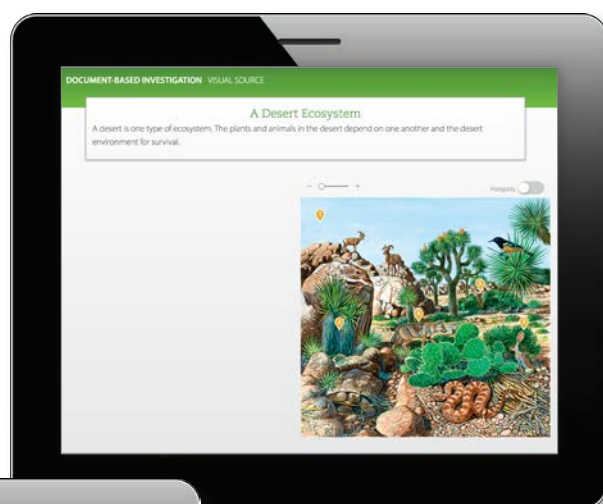 DOCUMENT-BASED INVESTIGATION VISUAL SOURCE
A Desert Ecosystem
A desert is one type of ecosystem. The plants and animals in the desert depend on one another and the desert
environment for survival.
− +
Hotspots